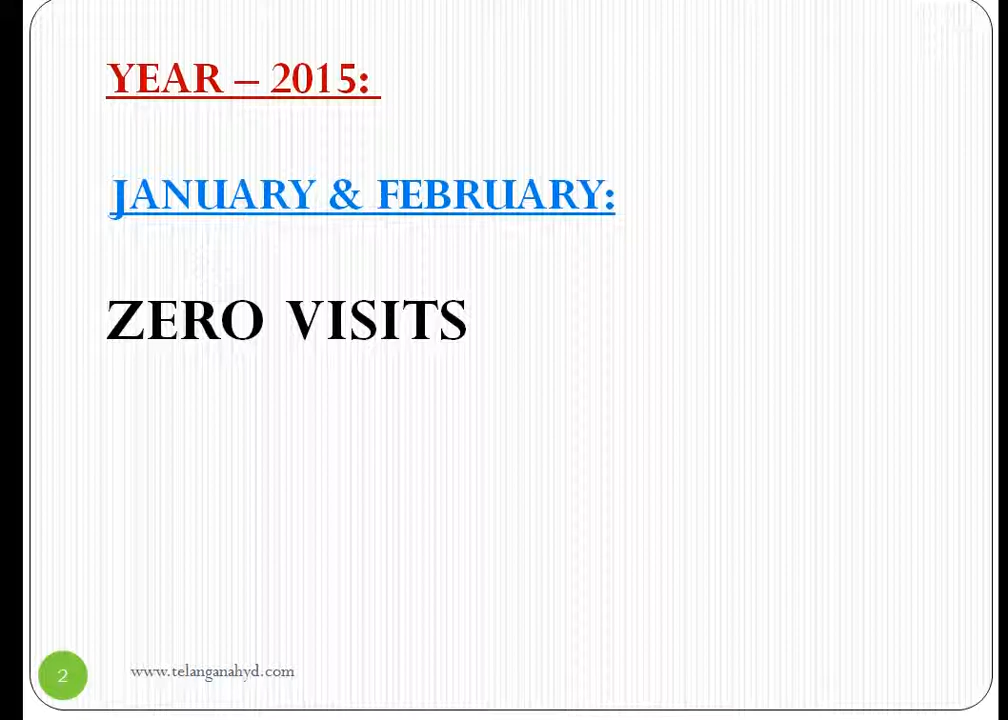 YEAR – 2015:
JANUARY & FEBRUARY:
ZERO VISITS
2
www.telanganahyd.com